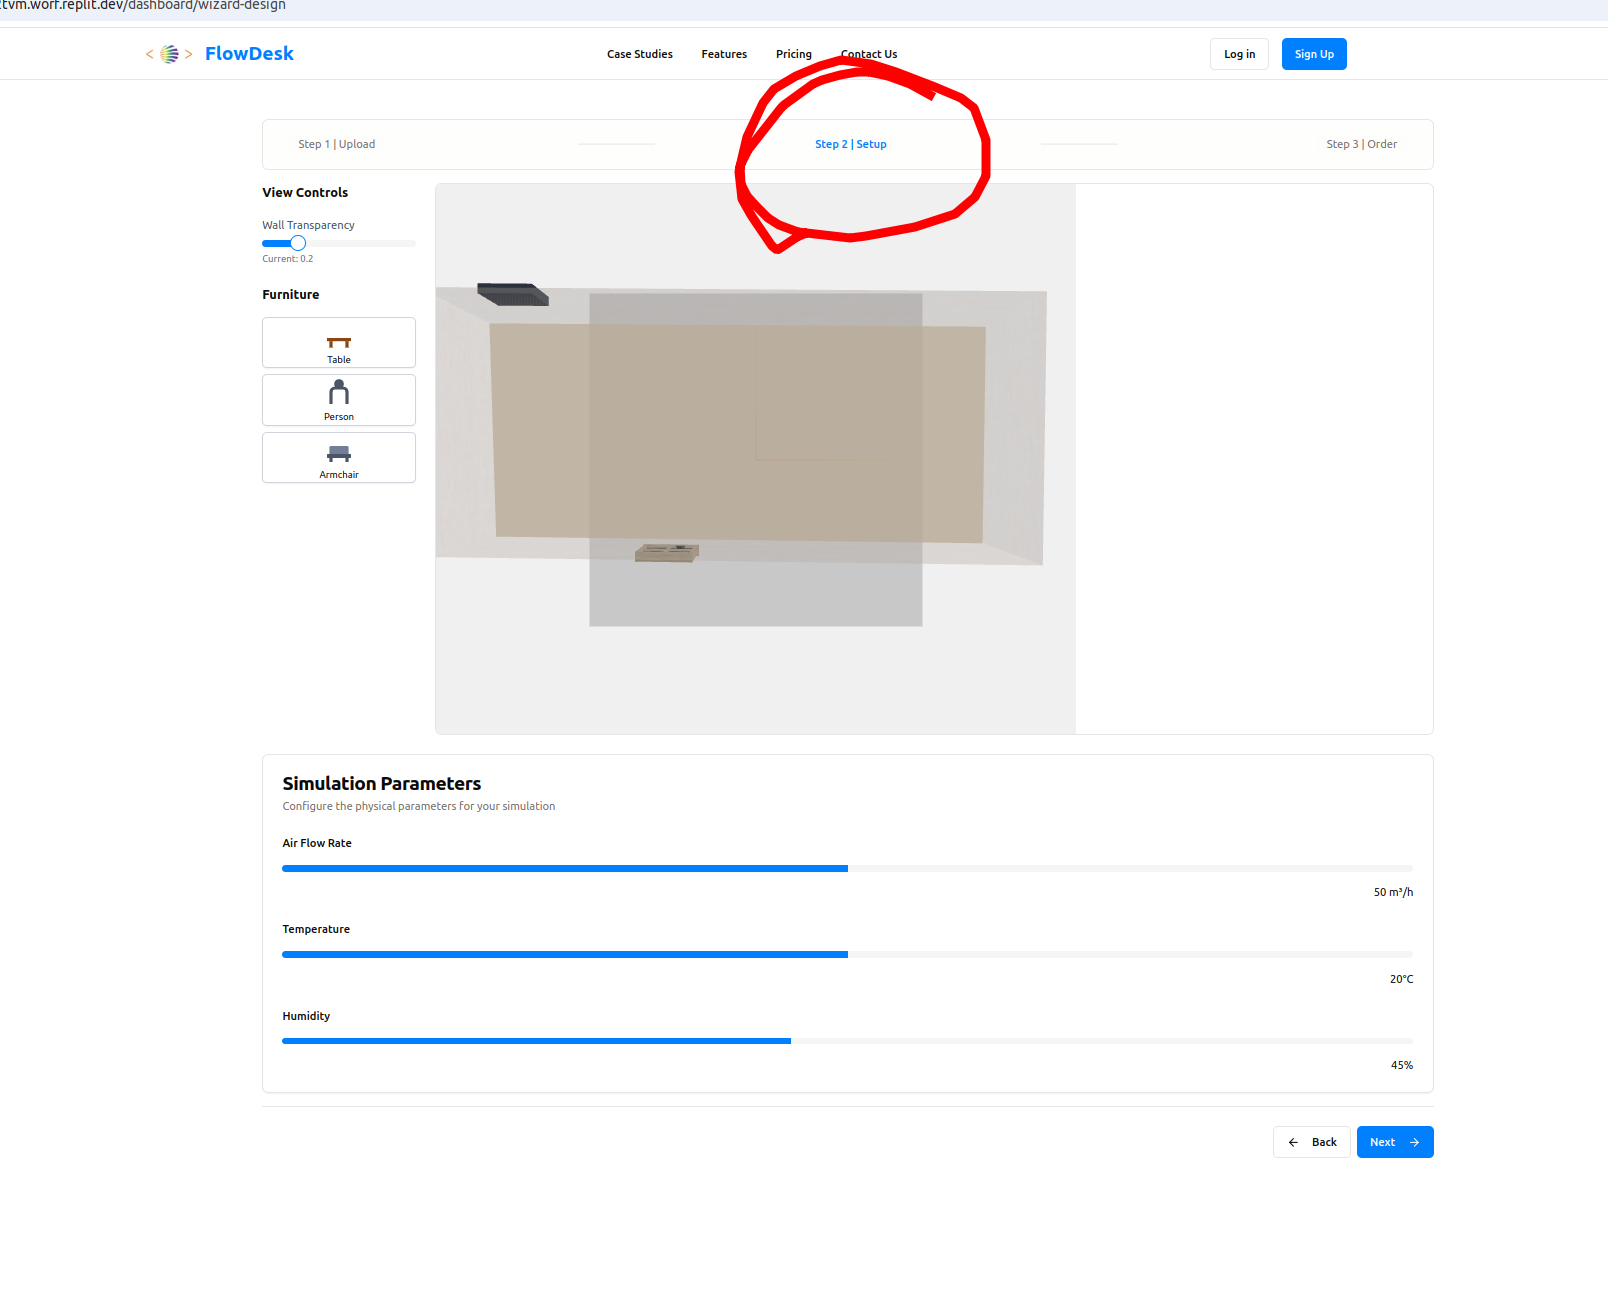 tvm.worf.replit.dev/dashboard/wizard-design
< > FlowDesk
Case Studies Features Pricing Contact Us
Log in Sign Up
Step 1 | Upload Step 2 | Setup Step 3 | Order
View Controls
Wall Transparency
Current: 0.2
Furniture
Table
Person
Armchair
Simulation Parameters
Configure the physical parameters for your simulation
Air Flow Rate
50 m³/h
Temperature
20°C
Humidity
45%
← Back Next →